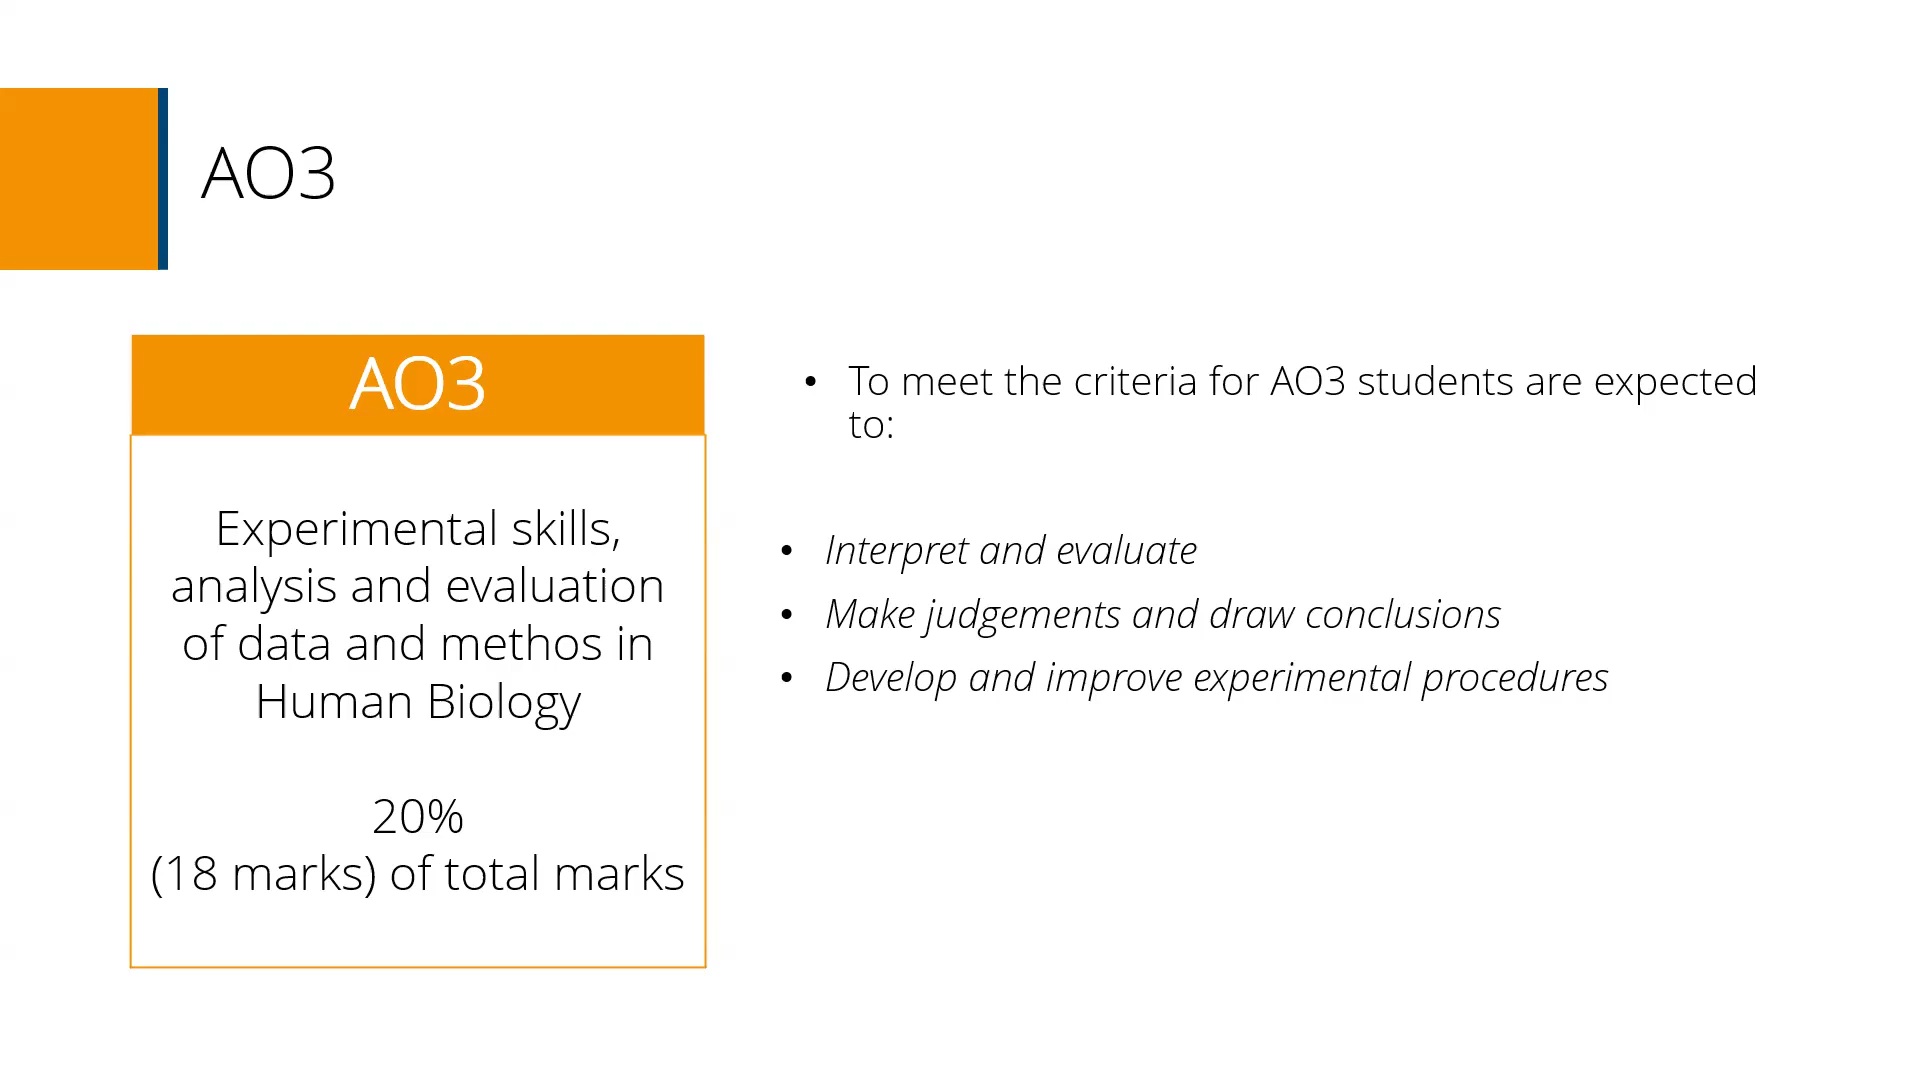 AO3
AO3
Experimental skills,
analysis and evaluation
of data and methos in
Human Biology
20%
(18 marks) of total marks
• To meet the criteria for AO3 students are expected
to:
• Interpret and evaluate
• Make judgements and draw conclusions
• Develop and improve experimental procedures